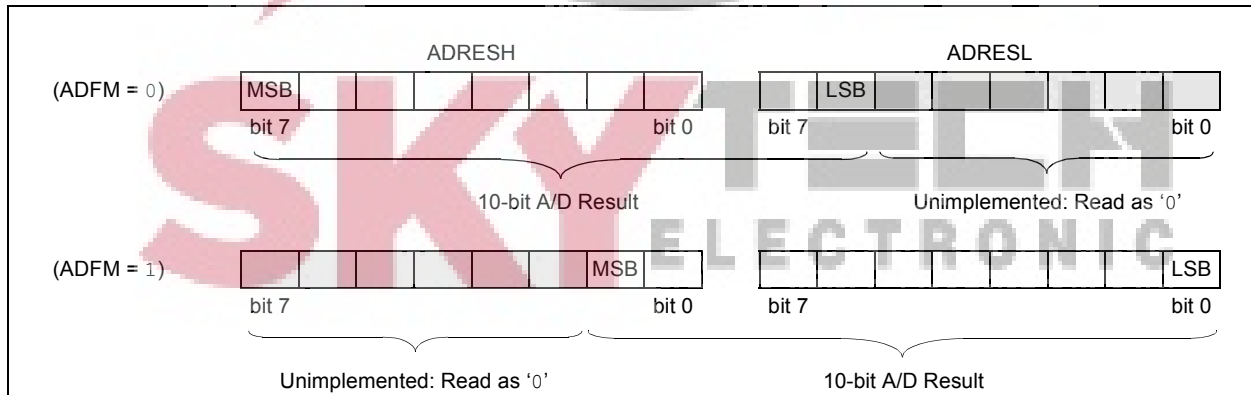 ADRESH ADRESL
(ADFM = 0) MSB LSB
bit 7 bit 0 bit 7 bit 0
10-bit A/D Result Unimplemented: Read as ‘0’
(ADFM = 1) MSB LSB
bit 7 bit 0 bit 7 bit 0
Unimplemented: Read as ‘0’ 10-bit A/D Result
SKYTECH
ELECTRONIC